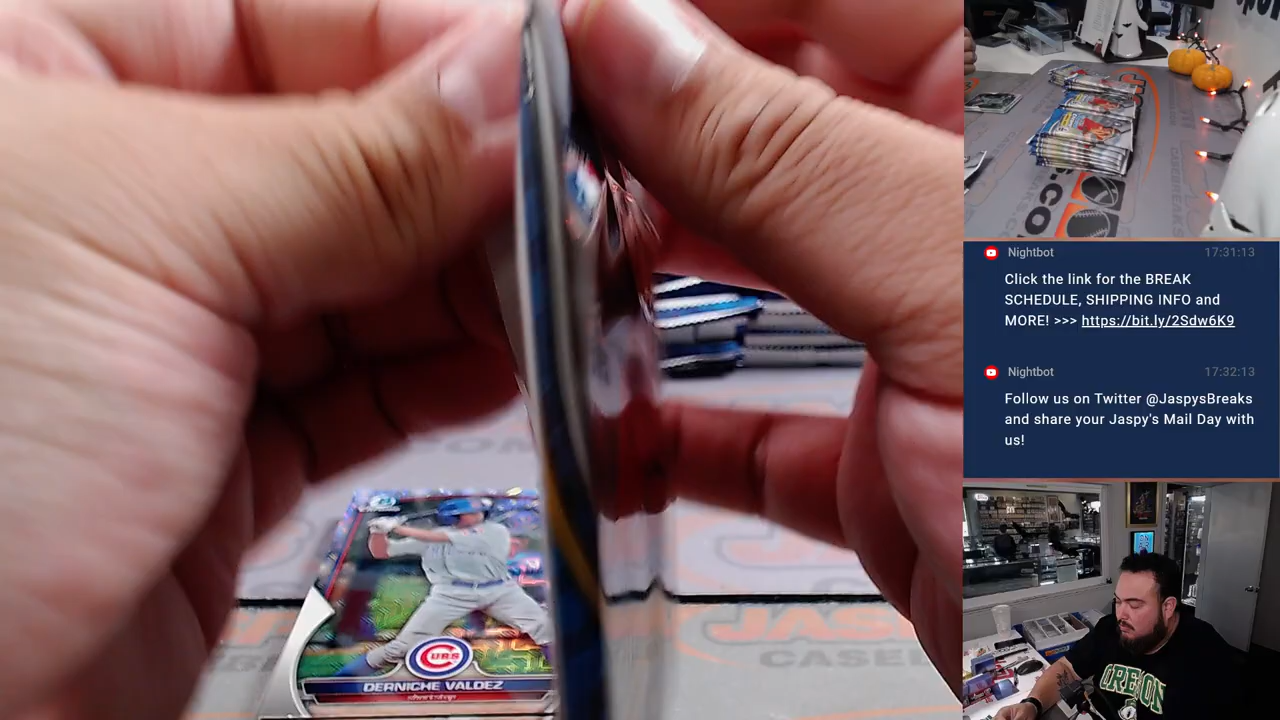 Nightbot
17:31:13
Click the link for the BREAK
SCHEDULE, SHIPPING INFO and
MORE! >>> https://bit.ly/2Sdw6K9
Nightbot
17:32:13
Follow us on Twitter @JaspysBreaks
and share your Jaspy's Mail Day with
us!
CUBS
DERNICHE VALDEZ
OREGON